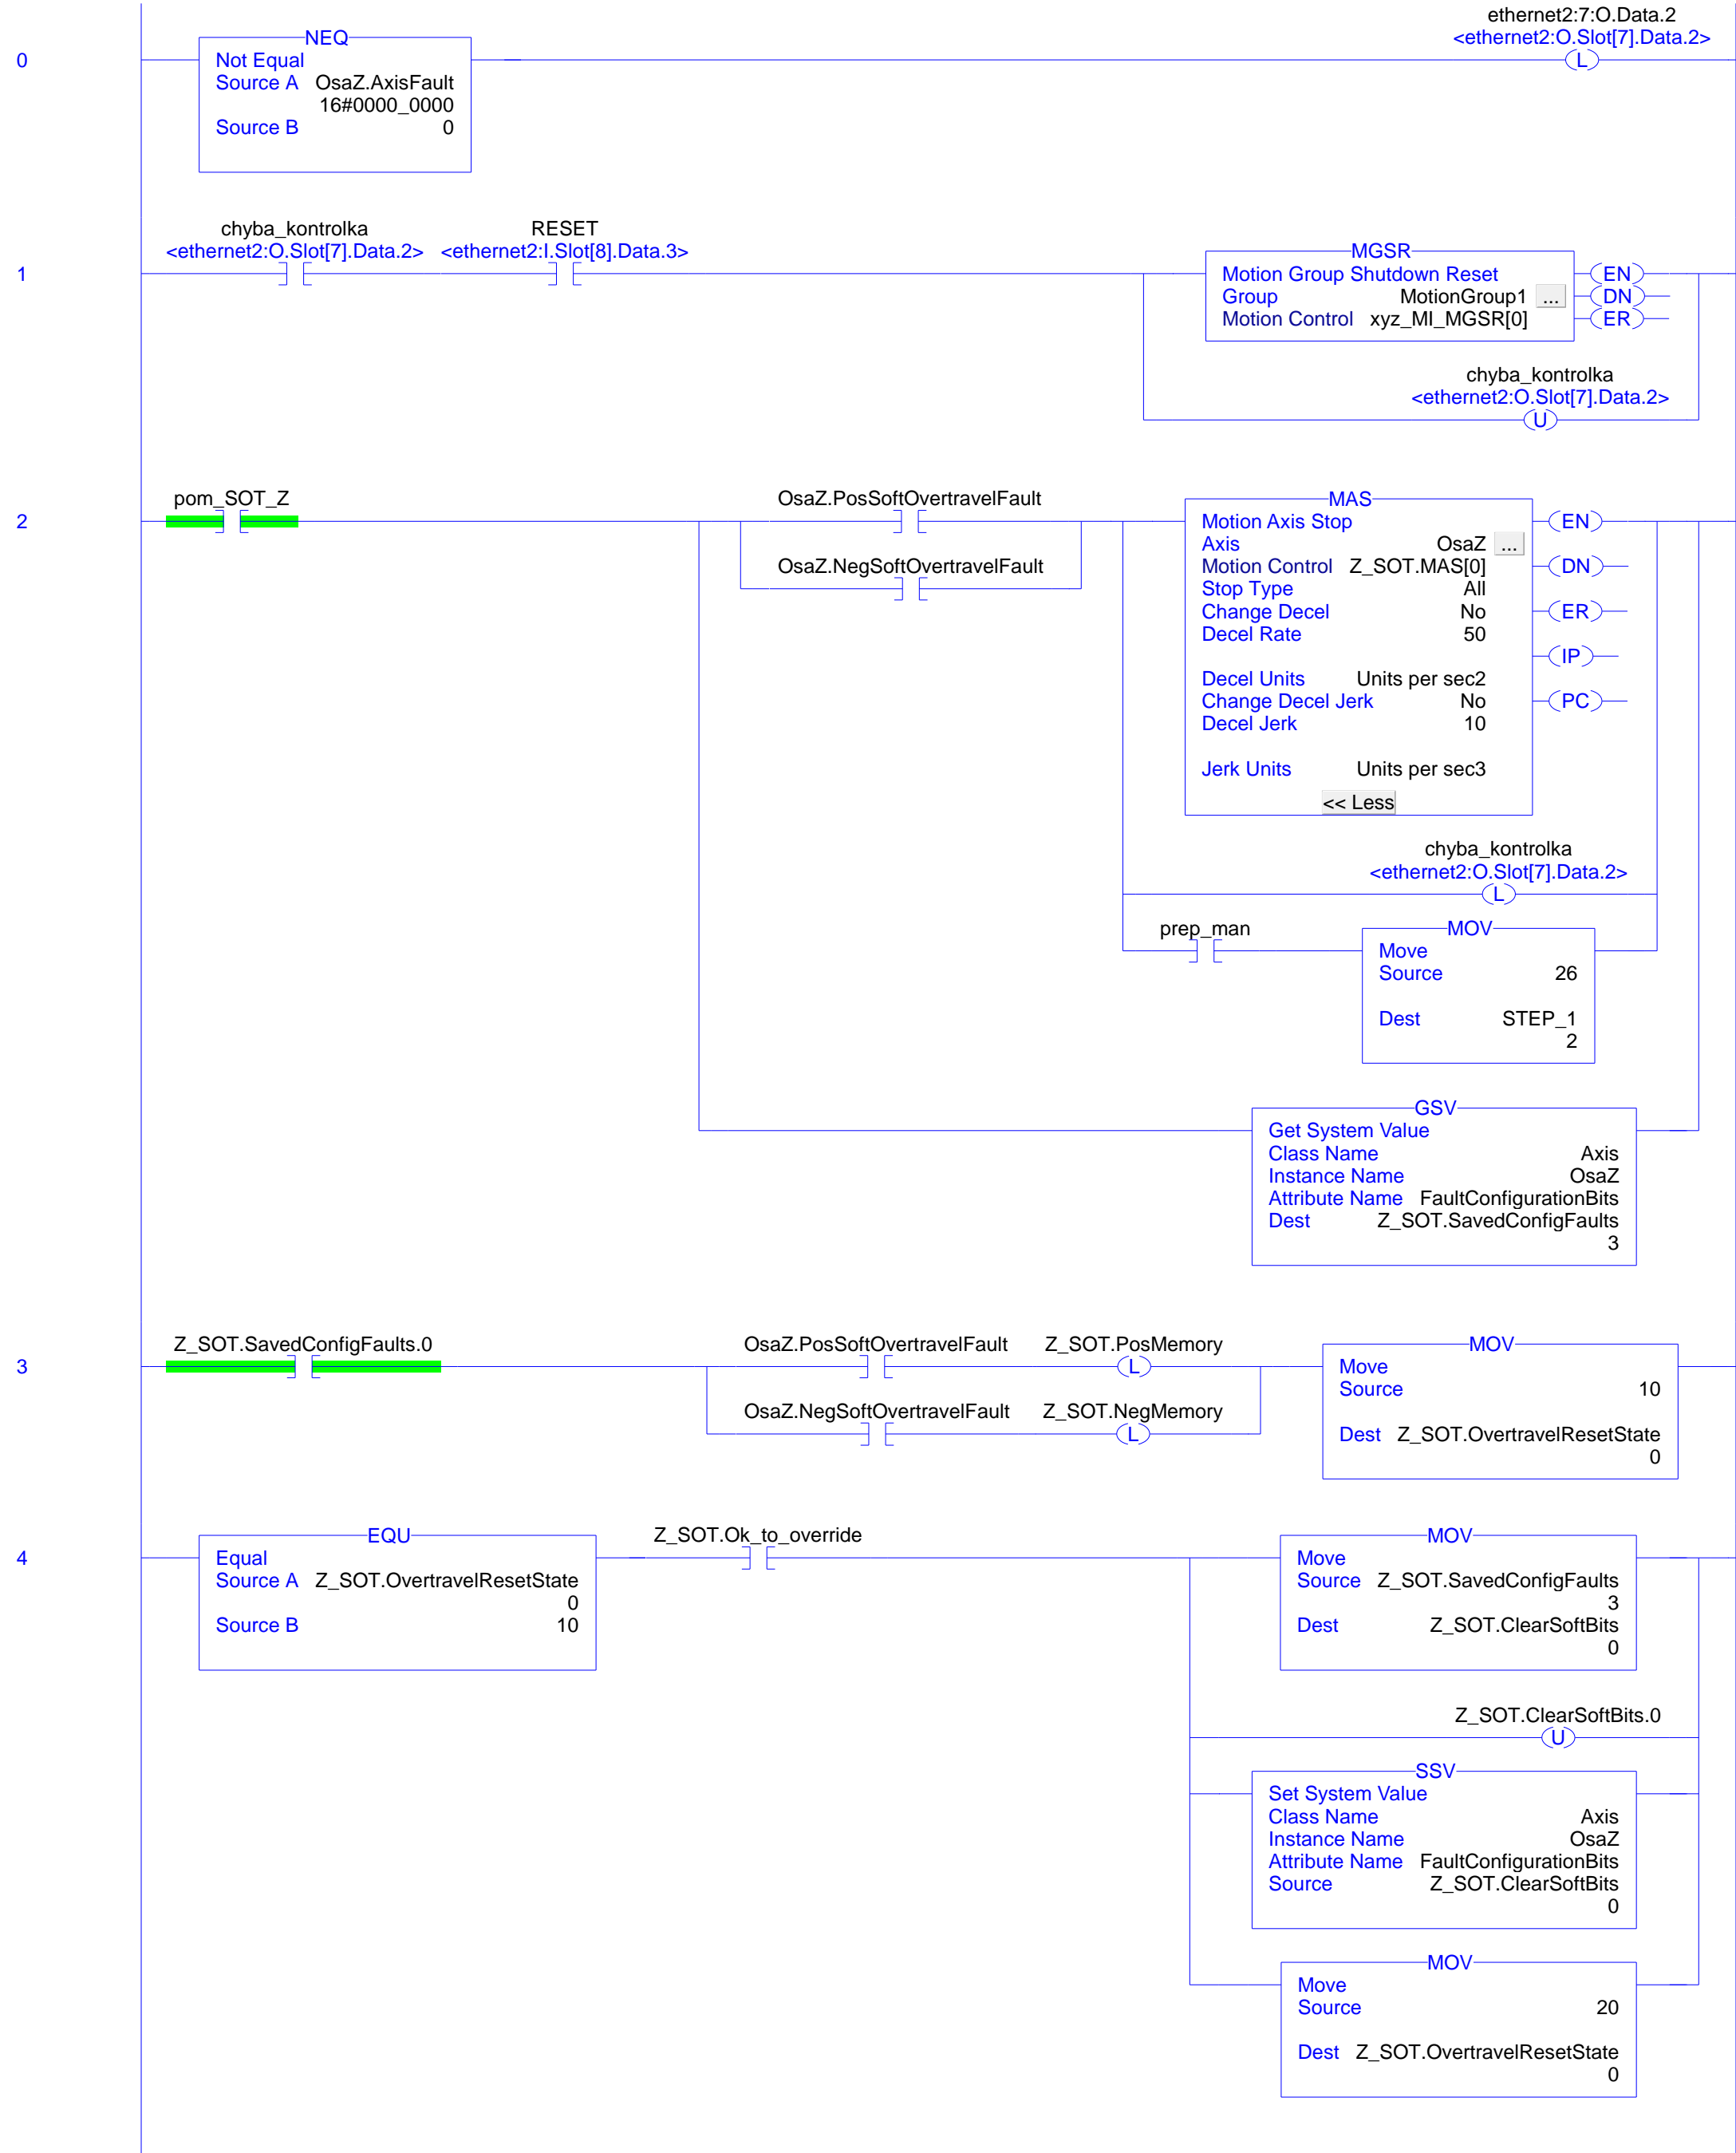 ethernet2:7:O.Data.2
<ethernet2:O.Slot[7].Data.2>
0
NEQ
Not Equal
Source A OsaZ.AxisFault
16#0000_0000
Source B 0
L
chyba_kontrolka
<ethernet2:O.Slot[7].Data.2>
RESET
<ethernet2:I.Slot[8].Data.3>
1
MGSR
Motion Group Shutdown Reset
Group MotionGroup1 ...
Motion Control xyz_MI_MGSR[0]
EN
DN
ER
chyba_kontrolka
<ethernet2:O.Slot[7].Data.2>
U
2
pom_SOT_Z
OsaZ.PosSoftOvertravelFault
OsaZ.NegSoftOvertravelFault
MAS
Motion Axis Stop
Axis OsaZ ...
Motion Control Z_SOT.MAS[0]
Stop Type All
Change Decel No
Decel Rate 50
Decel Units Units per sec2
Change Decel Jerk No
Decel Jerk 10
Jerk Units Units per sec3
<< Less
EN
DN
ER
IP
PC
chyba_kontrolka
<ethernet2:O.Slot[7].Data.2>
L
prep_man
MOV
Move
Source 26
Dest STEP_1
2
GSV
Get System Value
Class Name Axis
Instance Name OsaZ
Attribute Name FaultConfigurationBits
Dest Z_SOT.SavedConfigFaults
3
3
Z_SOT.SavedConfigFaults.0
OsaZ.PosSoftOvertravelFault
Z_SOT.PosMemory
L
OsaZ.NegSoftOvertravelFault
Z_SOT.NegMemory
L
MOV
Move
Source 10
Dest Z_SOT.OvertravelResetState
0
4
EQU
Equal
Source A Z_SOT.OvertravelResetState
0
Source B 10
Z_SOT.Ok_to_override
MOV
Move
Source Z_SOT.SavedConfigFaults
3
Dest Z_SOT.ClearSoftBits
0
Z_SOT.ClearSoftBits.0
U
SSV
Set System Value
Class Name Axis
Instance Name OsaZ
Attribute Name FaultConfigurationBits
Source Z_SOT.ClearSoftBits
0
MOV
Move
Source 20
Dest Z_SOT.OvertravelResetState
0